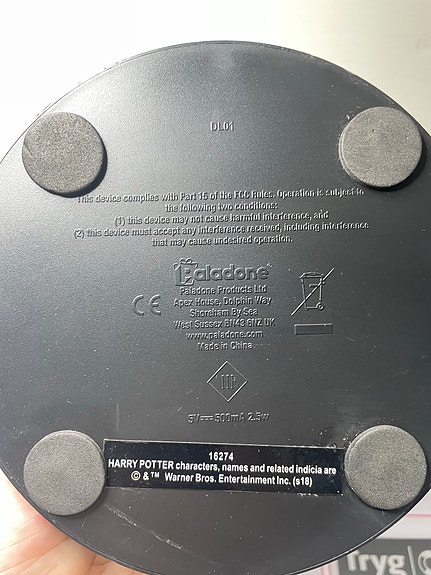 DL01
This device complies with Part 15 of the FCC Rules. Operation is subject to
the following two conditions:
(1) this device may not cause harmful interference, and
(2) this device must accept any interference received, including interference
that may cause undesired operation.
Paladone
Paladone Products Ltd
Apex House, Dolphin Way
Shoreham By Sea
West Sussex BN43 6NZ UK
www.paladone.com
Made in China
CE
III
5V 500mA 2.5w
16274
HARRY POTTER characters, names and related indicia are
© & ™ Warner Bros. Entertainment Inc. (s18)
Tryg